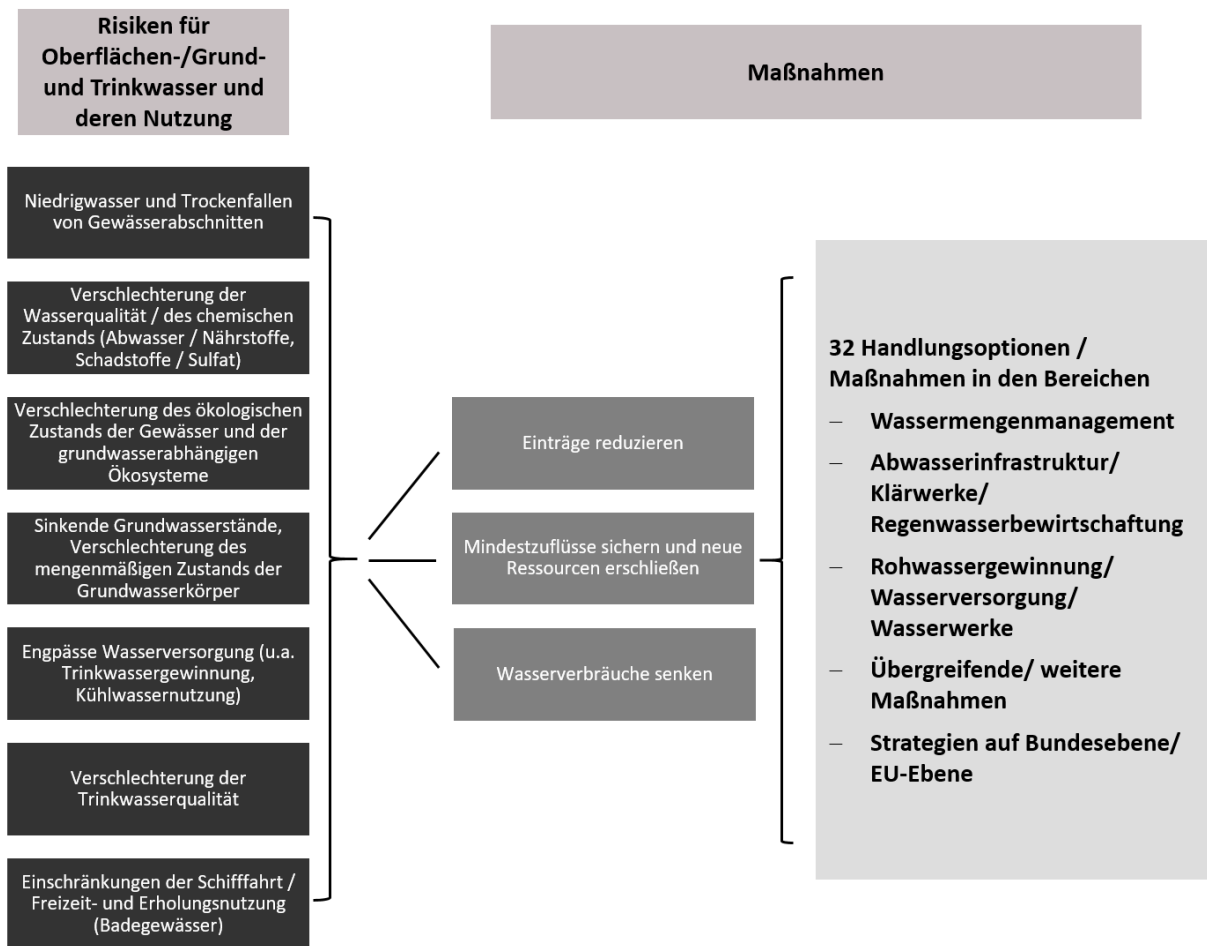 Risiken für
Oberflächen-/Grund-
und Trinkwasser und
deren Nutzung
Maßnahmen
Niedrigwasser und Trockenfallen
von Gewässerabschnitten
Verschlechterung der
Wasserqualität / des chemischen
Zustands (Abwasser / Nährstoffe,
Schadstoffe / Sulfat)
Verschlechterung des ökologischen
Zustands der Gewässer und der
grundwasserabhängigen
Ökosysteme
Sinkende Grundwasserstände,
Verschlechterung des
mengenmäßigen Zustands der
Grundwasserkörper
Engpässe Wasserversorgung (u.a.
Trinkwassergewinnung,
Kühlwassernutzung)
Verschlechterung der
Trinkwasserqualität
Einschränkungen der Schifffahrt /
Freizeit- und Erholungsnutzung
(Badegewässer)
Einträge reduzieren
Mindestzuflüsse sichern und neue
Ressourcen erschließen
Wasserverbräuche senken
32 Handlungsoptionen /
Maßnahmen in den Bereichen
– Wassermengenmanagement
– Abwasserinfrastruktur/
Klärwerke/
Regenwasserbewirtschaftung
– Rohwassergewinnung/
Wasserversorgung/
Wasserwerke
– Übergreifende/ weitere
Maßnahmen
– Strategien auf Bundesebene/
EU-Ebene